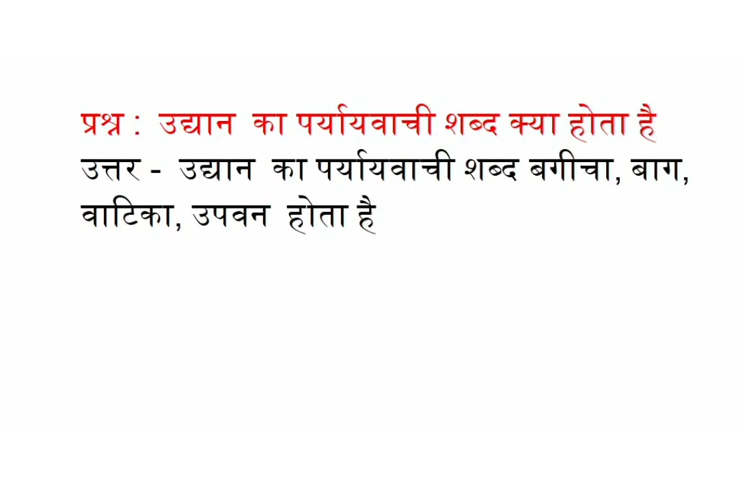 प्रश्न : उद्यान का पर्यायवाची शब्द क्या होता है
उत्तर - उद्यान का पर्यायवाची शब्द बगीचा, बाग,
वाटिका, उपवन होता है